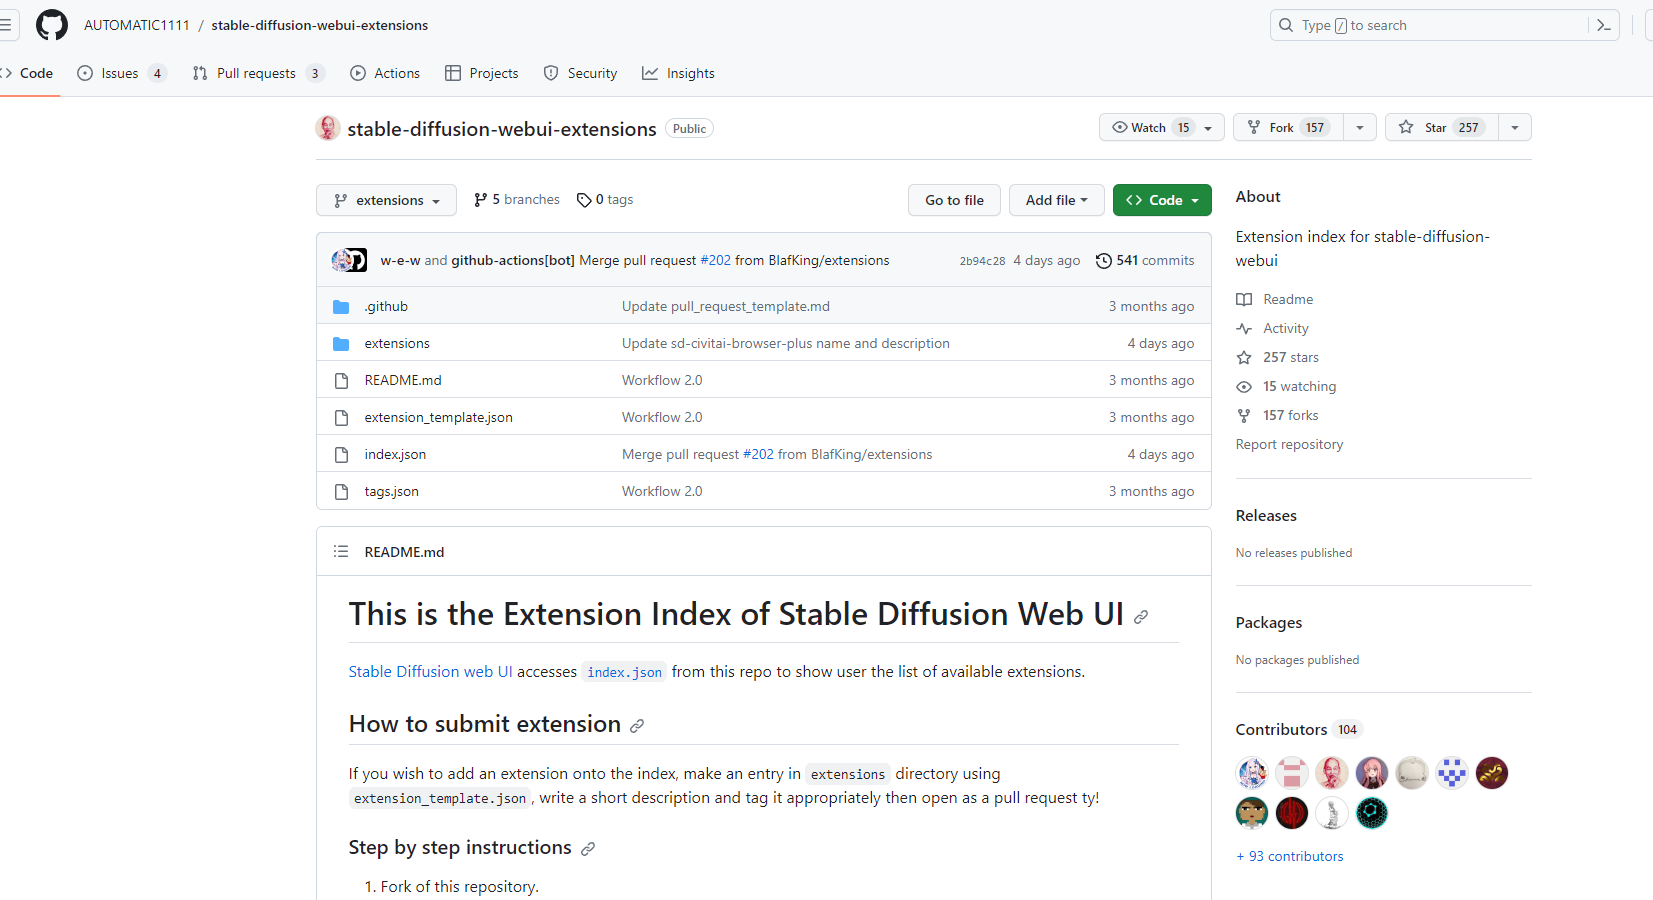 AUTOMATIC1111 / stable-diffusion-webui-extensions
Type / to search
Code
Issues 4
Pull requests 3
Actions
Projects
Security
Insights
stable-diffusion-webui-extensions Public
Watch 15
Fork 157
Star 257
extensions
5 branches
0 tags
Go to file
Add file
Code
w-e-w and github-actions[bot] Merge pull request #202 from BlafKing/extensions 2b94c28 4 days ago 541 commits
.github Update pull_request_template.md 3 months ago
extensions Update sd-civitai-browser-plus name and description 4 days ago
README.md Workflow 2.0 3 months ago
extension_template.json Workflow 2.0 3 months ago
index.json Merge pull request #202 from BlafKing/extensions 4 days ago
tags.json Workflow 2.0 3 months ago
README.md
This is the Extension Index of Stable Diffusion Web UI
Stable Diffusion web UI accesses index.json from this repo to show user the list of available extensions.
How to submit extension
If you wish to add an extension onto the index, make an entry in extensions directory using
extension_template.json, write a short description and tag it appropriately then open as a pull request ty!
Step by step instructions
1. Fork of this repository.
About
Extension index for stable-diffusion-
webui
Readme
Activity
257 stars
15 watching
157 forks
Report repository
Releases
No releases published
Packages
No packages published
Contributors 104
+ 93 contributors